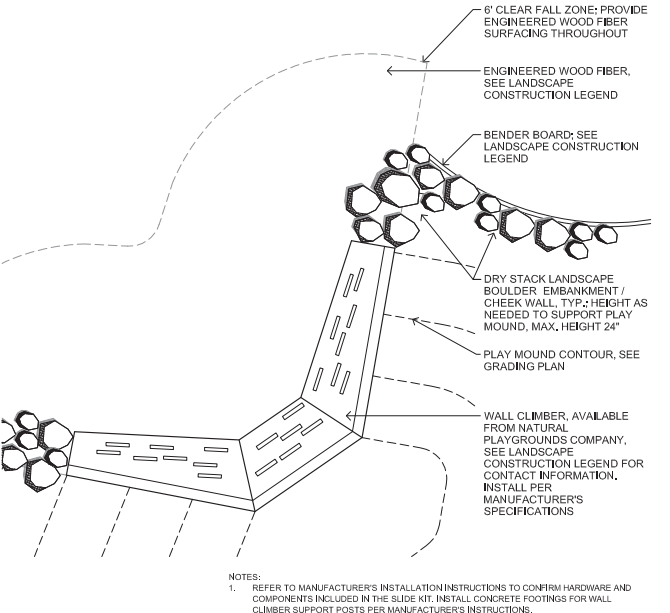 6' CLEAR FALL ZONE; PROVIDE
ENGINEERED WOOD FIBER
SURFACING THROUGHOUT
ENGINEERED WOOD FIBER,
SEE LANDSCAPE
CONSTRUCTION LEGEND
BENDER BOARD; SEE
LANDSCAPE CONSTRUCTION
LEGEND
DRY STACK LANDSCAPE
BOULDER EMBANKMENT /
CHEEK WALL, TYP.; HEIGHT AS
NEEDED TO SUPPORT PLAY
MOUND, MAX. HEIGHT 24"
PLAY MOUND CONTOUR, SEE
GRADING PLAN
WALL CLIMBER, AVAILABLE
FROM NATURAL
PLAYGROUNDS COMPANY,
SEE LANDSCAPE
CONSTRUCTION LEGEND FOR
CONTACT INFORMATION.
INSTALL PER
MANUFACTURER'S
SPECIFICATIONS
NOTES:
1. REFER TO MANUFACTURER'S INSTALLATION INSTRUCTIONS TO CONFIRM HARDWARE AND
COMPONENTS INCLUDED IN THE SLIDE KIT. INSTALL CONCRETE FOOTINGS FOR WALL
CLIMBER SUPPORT POSTS PER MANUFACTURER'S INSTRUCTIONS.